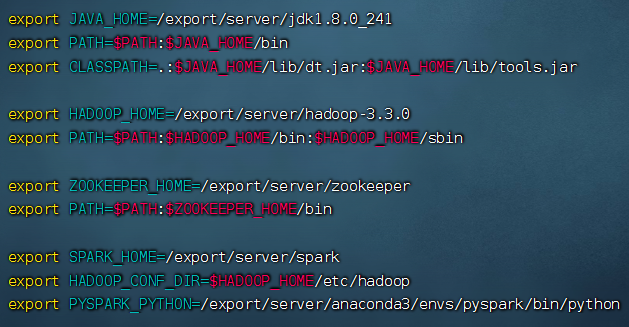 export JAVA_HOME=/export/server/jdk1.8.0_241
export PATH=$PATH:$JAVA_HOME/bin
export CLASSPATH=.:$JAVA_HOME/lib/dt.jar:$JAVA_HOME/lib/tools.jar
export HADOOP_HOME=/export/server/hadoop-3.3.0
export PATH=$PATH:$HADOOP_HOME/bin:$HADOOP_HOME/sbin
export ZOOKEEPER_HOME=/export/server/zookeeper
export PATH=$PATH:$ZOOKEEPER_HOME/bin
export SPARK_HOME=/export/server/spark
export HADOOP_CONF_DIR=$HADOOP_HOME/etc/hadoop
export PYSPARK_PYTHON=/export/server/anaconda3/envs/pyspark/bin/python